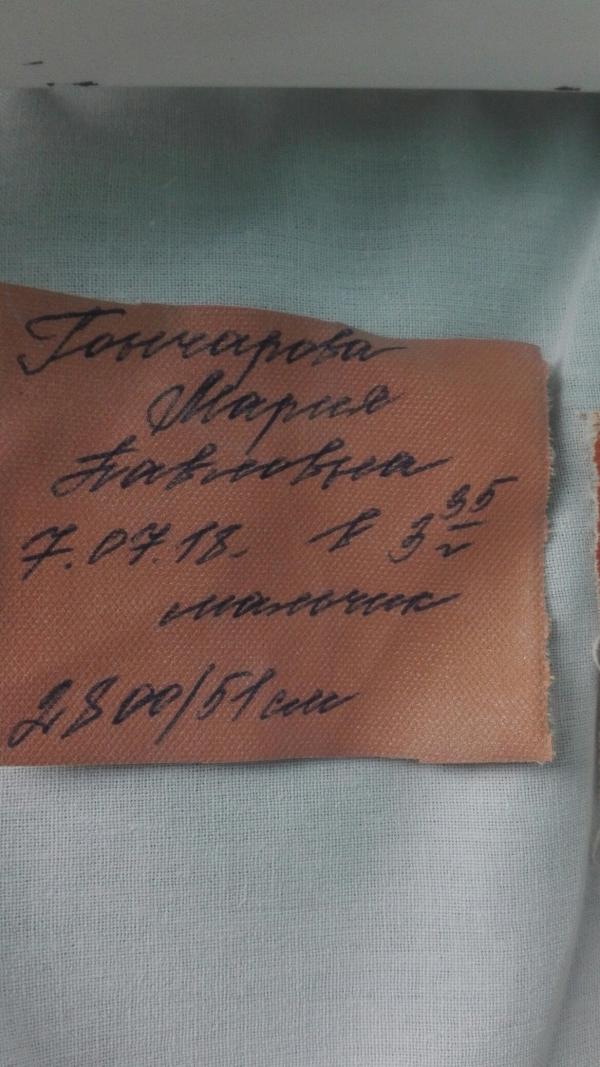 Гончарова
Мария
Павловна
7.07.18. в 3 35 ч
мальчик
2800/51 см